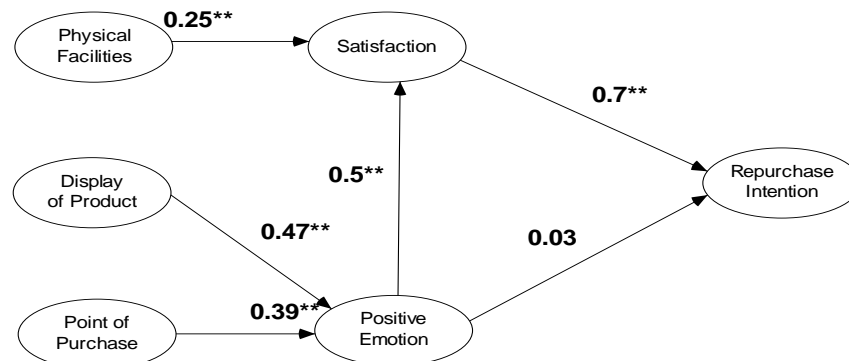 0.25**
Physical
Facilities
Satisfaction
0.7**
Display
of Product
0.5**
Repurchase
Intention
0.47**
0.03
Point of
Purchase
0.39**
Positive
Emotion